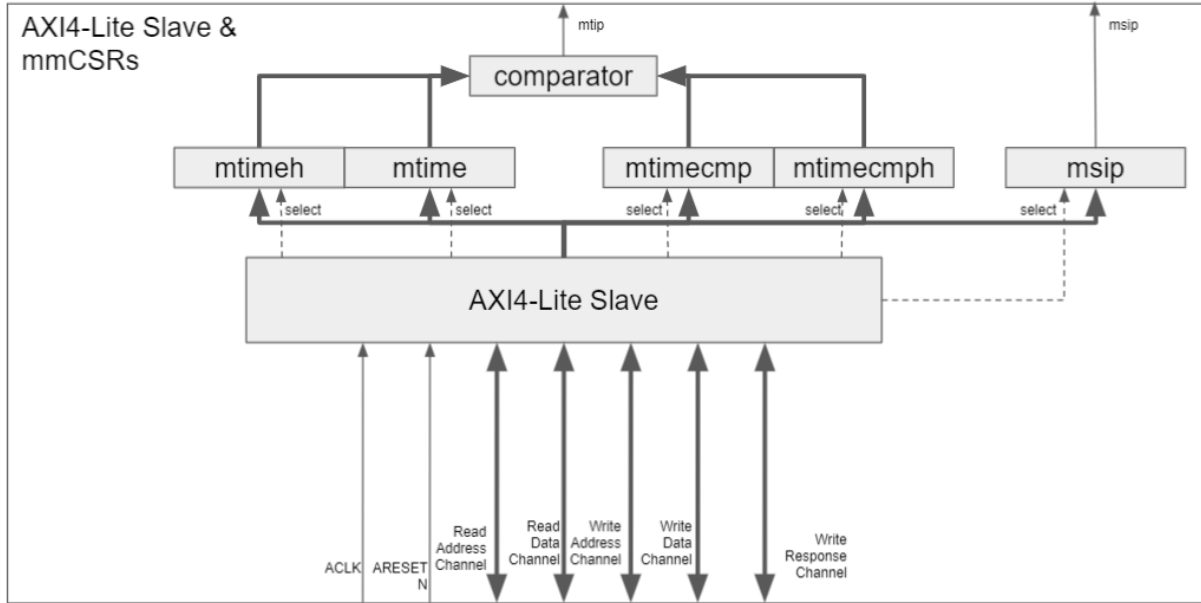 AXI4-Lite Slave &
mmCSRs
mtip
msip
comparator
mtimeh
mtime
mtimecmp
mtimecmph
msip
select
select
select
select
select
AXI4-Lite Slave
ACLK
ARESET
N
Read
Address
Channel
Read
Data
Channel
Write
Address
Channel
Write
Data
Channel
Write
Response
Channel